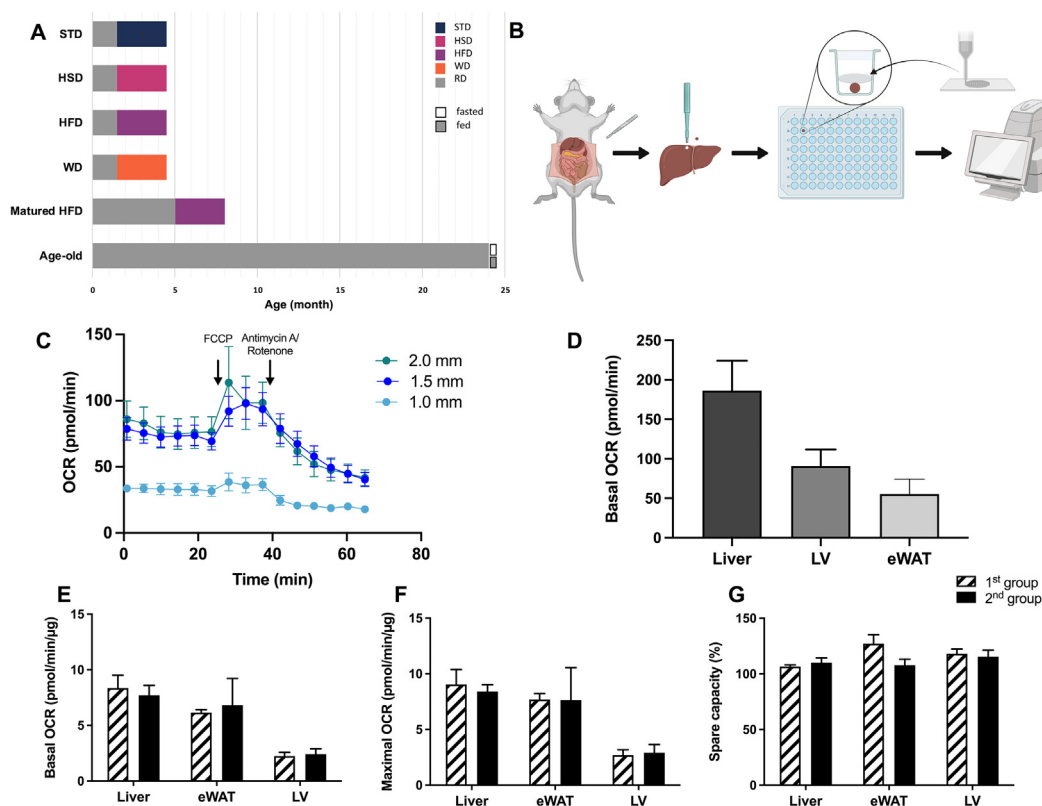 A
STD
HSD
HFD
WD
Matured HFD
Age-old
0
5
10
15
20
25
Age (month)
STD
HSD
HFD
WD
RD
fasted
fed
B
C
150
100
50
0
OCR (pmol/min)
0
20
40
60
80
Time (min)
FCCP
Antimycin A/
Rotenone
2.0 mm
1.5 mm
1.0 mm
D
250
200
150
100
50
0
Basal OCR (pmol/min)
Liver
LV
eWAT
E
15
10
5
0
Basal OCR (pmol/min/µg)
Liver
eWAT
LV
F
15
10
5
0
Maximal OCR (pmol/min/µg)
Liver
eWAT
LV
G
1st group
2nd group
150
100
50
0
Spare capacity (%)
Liver
eWAT
LV